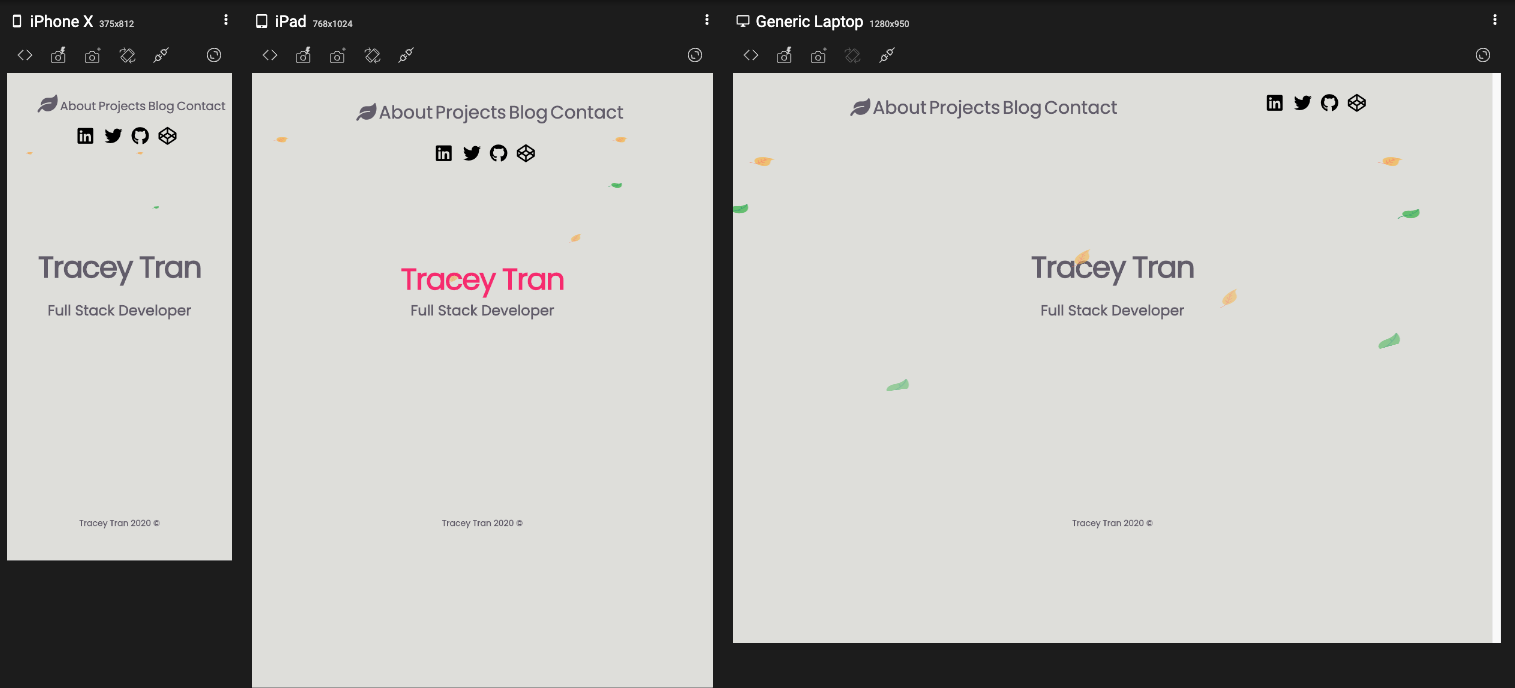 iPhone X 375x812
About Projects Blog Contact
Tracey Tran
Full Stack Developer
Tracey Tran 2020 ©
iPad 768x1024
About Projects Blog Contact
Tracey Tran
Full Stack Developer
Tracey Tran 2020 ©
Generic Laptop 1280x950
About Projects Blog Contact
Tracey Tran
Full Stack Developer
Tracey Tran 2020 ©